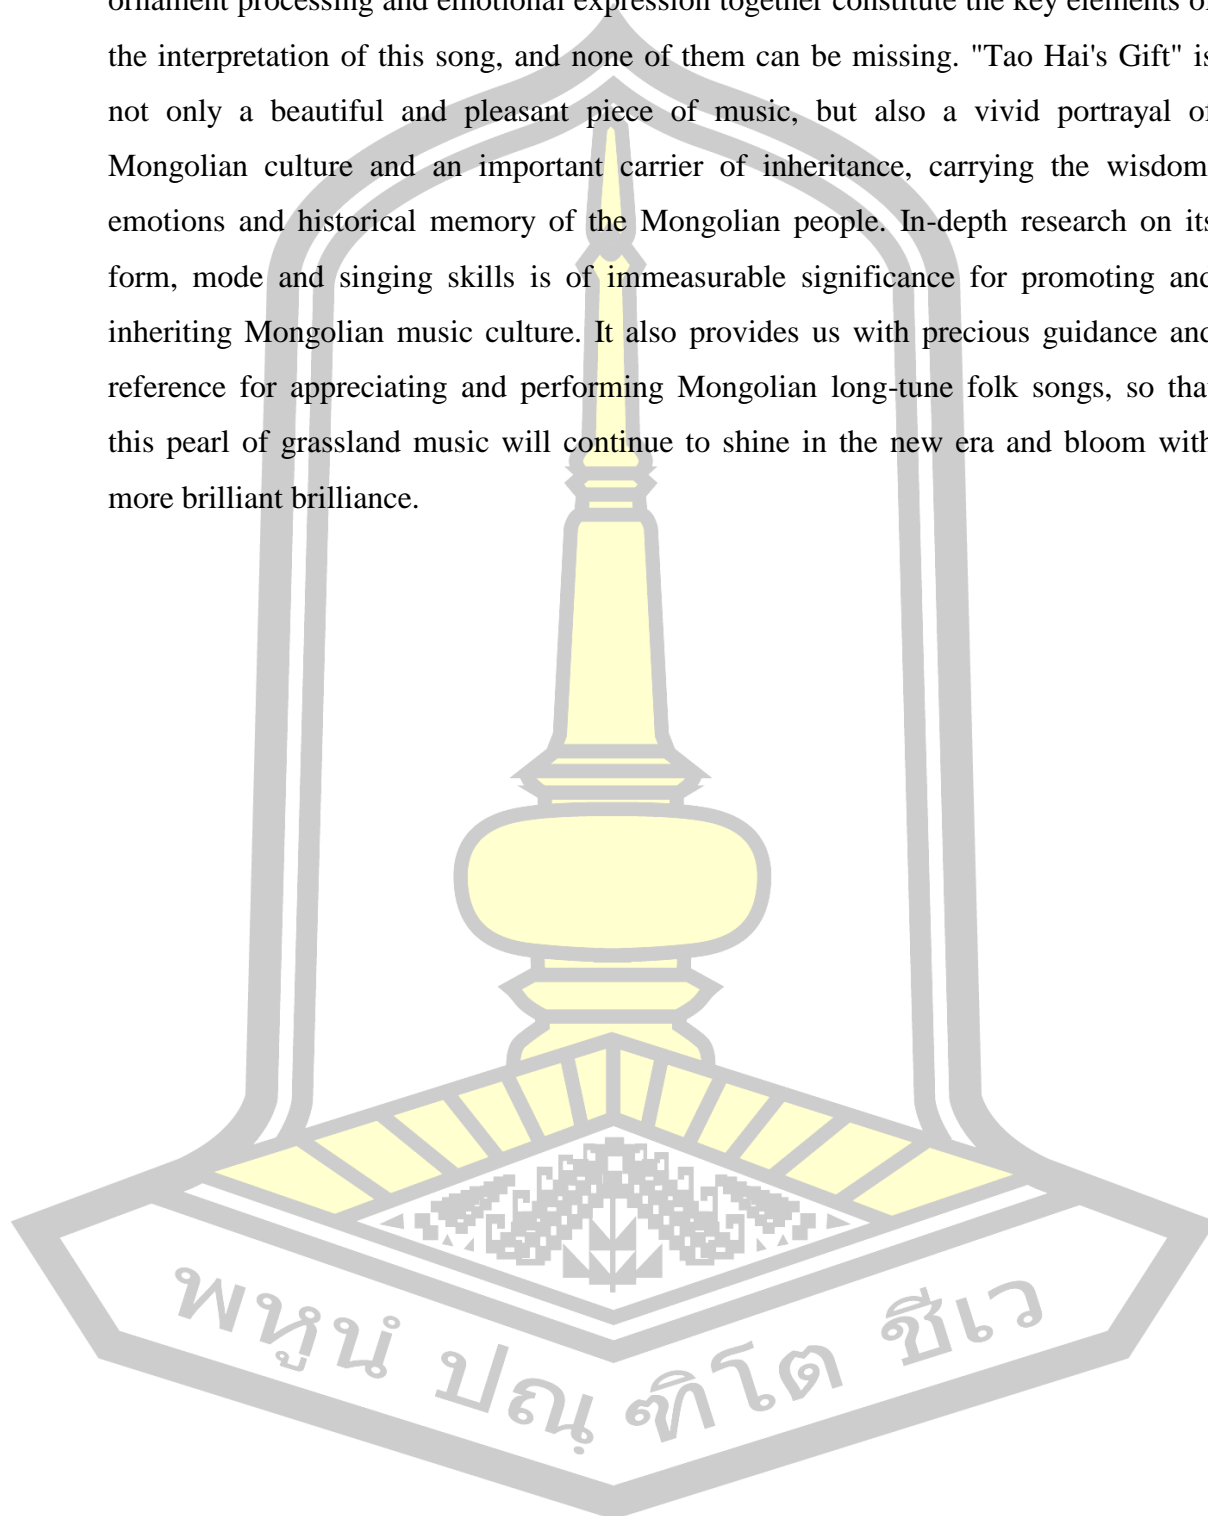 ornament processing and emotional expression together constitute the key elements of
the interpretation of this song, and none of them can be missing. "Tao Hai's Gift" is
not only a beautiful and pleasant piece of music, but also a vivid portrayal of
Mongolian culture and an important carrier of inheritance, carrying the wisdom
emotions and historical memory of the Mongolian people. In-depth research on its
form, mode and singing skills is of immeasurable significance for promoting and
inheriting Mongolian music culture. It also provides us with precious guidance and
reference for appreciating and performing Mongolian long-tune folk songs, so that
this pearl of grassland music will continue to shine in the new era and bloom with
more brilliant brilliance.
พหูนํ ปณฺฑิโต ชีเว